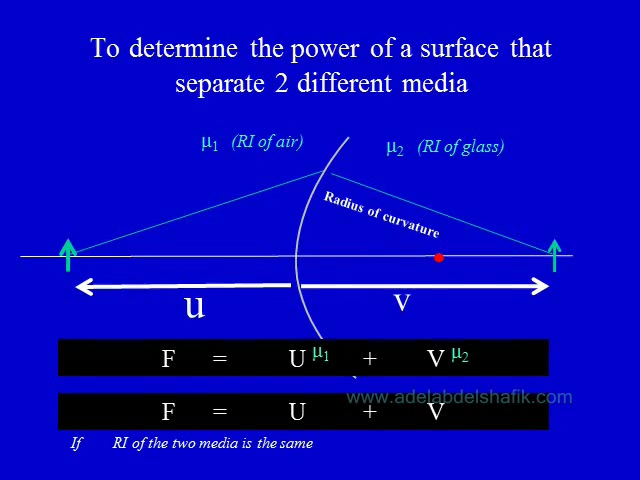 To determine the power of a surface that
separate 2 different media
μ1 (RI of air)
μ2 (RI of glass)
Radius of curvature
u
v
F = U μ1 + V μ2
www.adelabdelshafik.com
F = U + V
If RI of the two media is the same